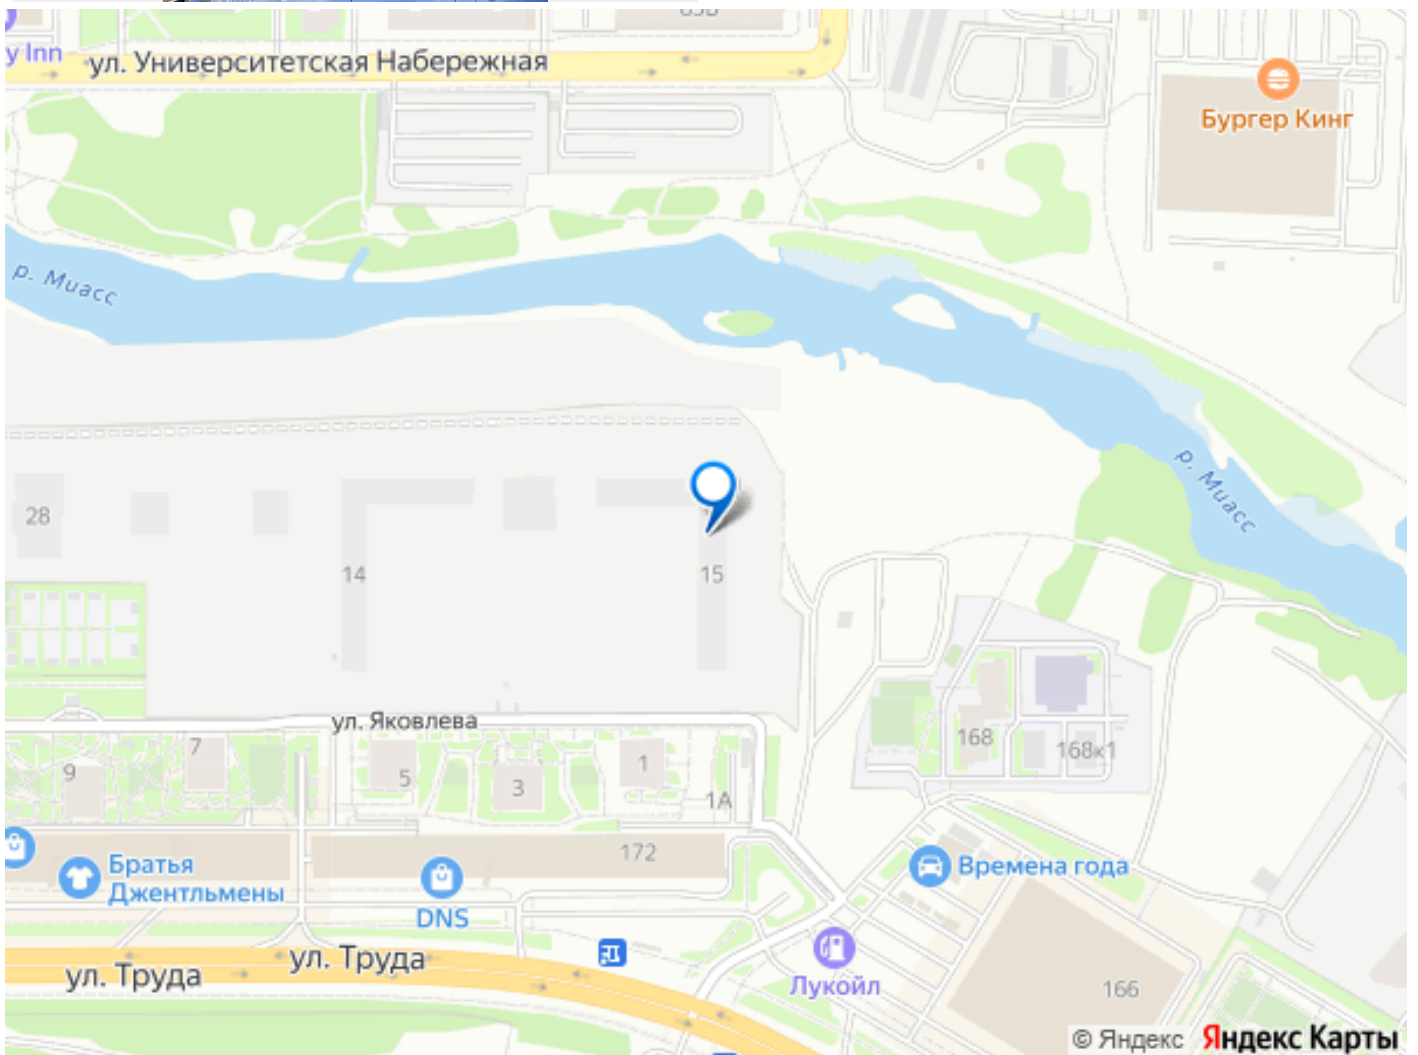 y Inn
ул. Университетская Набережная
Бургер Кинг
р. Миасс
р. Миасс
28
14
15
ул. Яковлева
7
9
5
3
1
1А
168
168к1
172
Братья
Джентльмены
DNS
Времена года
ул. Труда
ул. Труда
Лукойл
166
© Яндекс Яндекс Карты